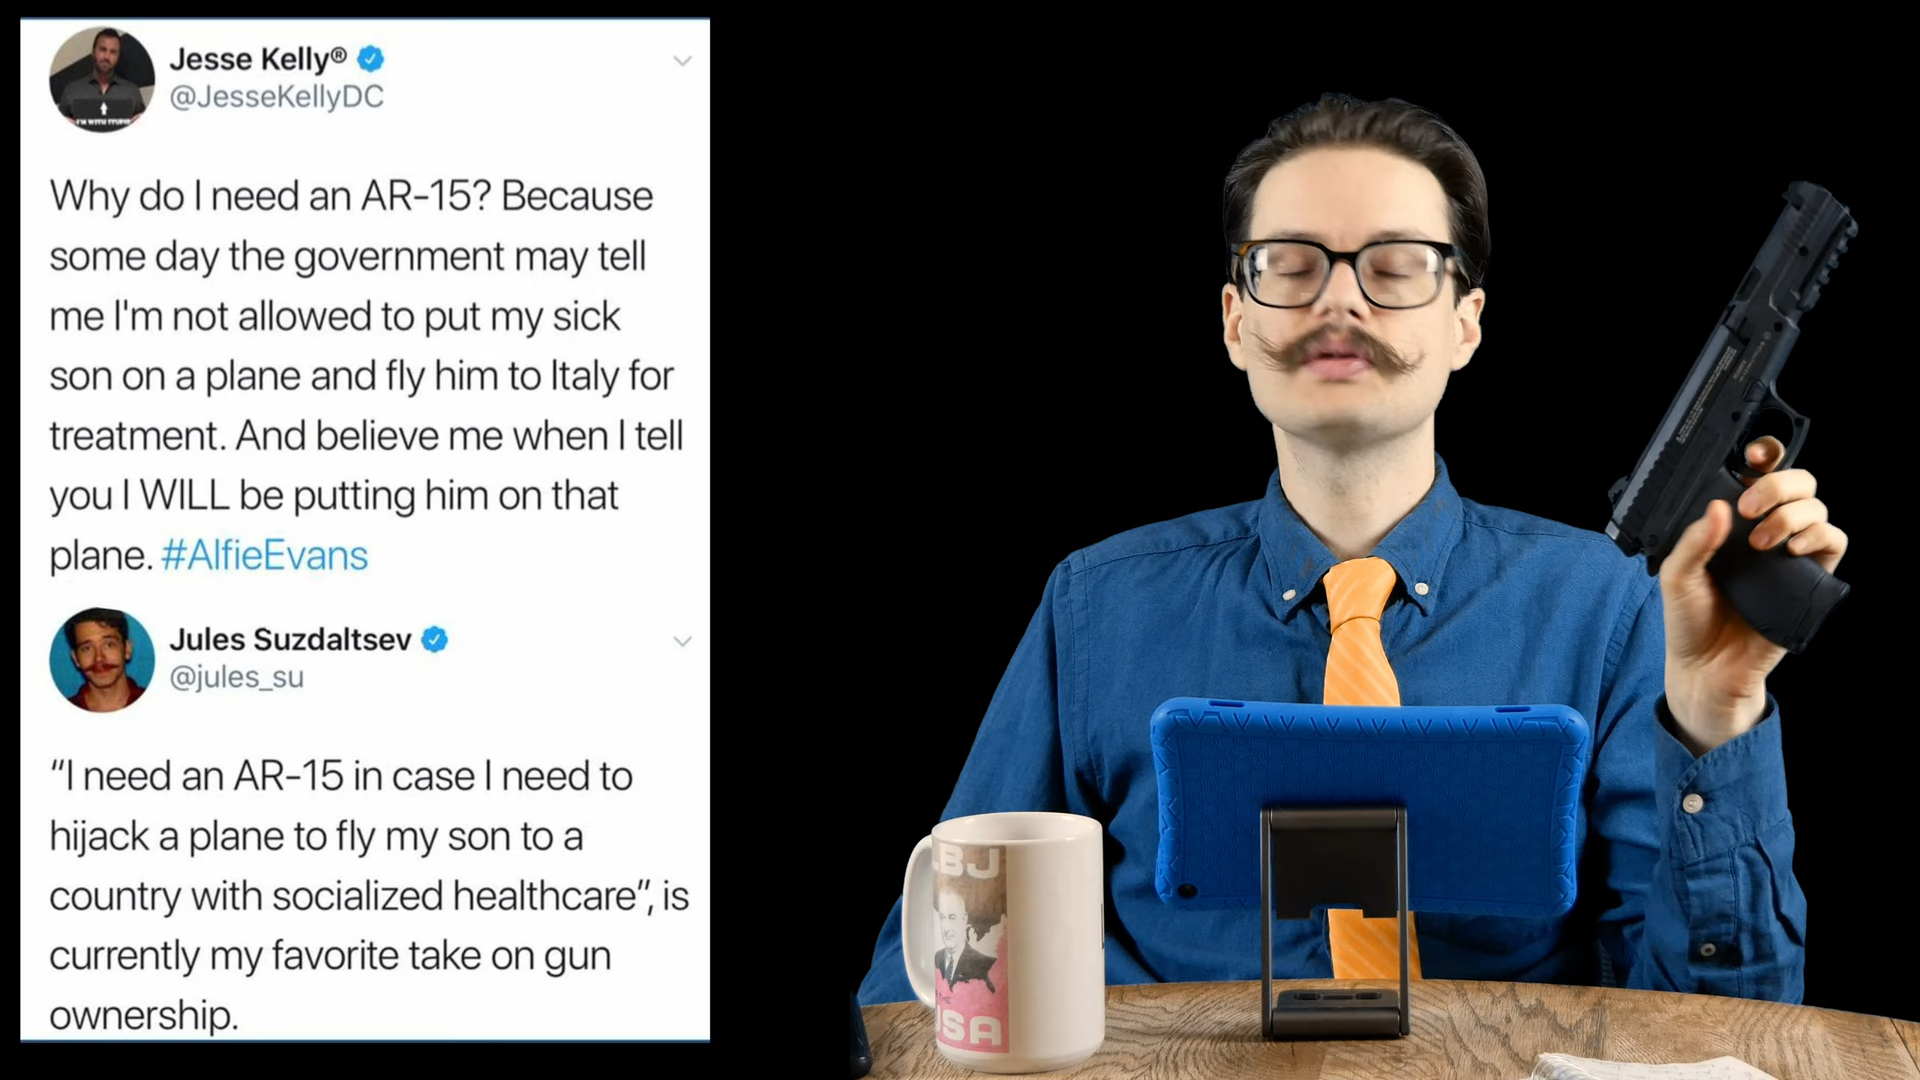 Jesse Kelly®
@JesseKellyDC
I'M WITH STUPID
Why do I need an AR-15? Because
some day the government may tell
me I'm not allowed to put my sick
son on a plane and fly him to Italy for
treatment. And believe me when I tell
you I WILL be putting him on that
plane. #AlfieEvans
Jules Suzdaltsev
@jules_su
“I need an AR-15 in case I need to
hijack a plane to fly my son to a
country with socialized healthcare”, is
currently my favorite take on gun
ownership.
LBJ
USA